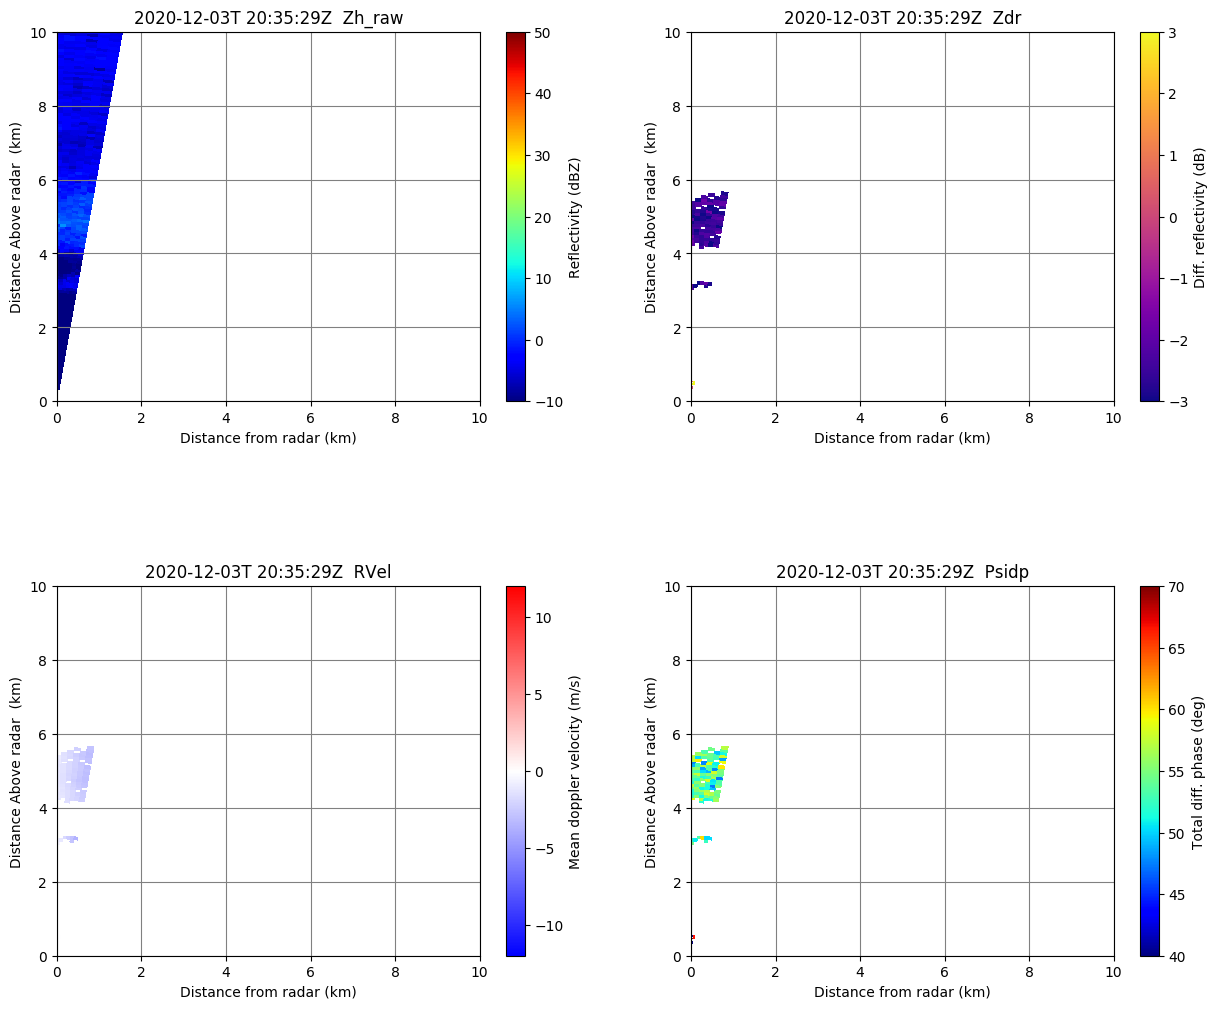 2020-12-03T 20:35:29Z  Zh_raw
10
8
6
4
2
0
Distance Above radar  (km)
0 2 4 6 8 10
Distance from radar (km)
50
40
30
20
10
0
−10
Reflectivity (dBZ)
2020-12-03T 20:35:29Z  Zdr
10
8
6
4
2
0
Distance Above radar  (km)
0 2 4 6 8 10
Distance from radar (km)
3
2
1
0
−1
−2
−3
Diff. reflectivity (dB)
2020-12-03T 20:35:29Z  RVel
10
8
6
4
2
0
Distance Above radar  (km)
0 2 4 6 8 10
Distance from radar (km)
10
5
0
−5
−10
Mean doppler velocity (m/s)
2020-12-03T 20:35:29Z  Psidp
10
8
6
4
2
0
Distance Above radar  (km)
0 2 4 6 8 10
Distance from radar (km)
70
65
60
55
50
45
40
Total diff. phase (deg)